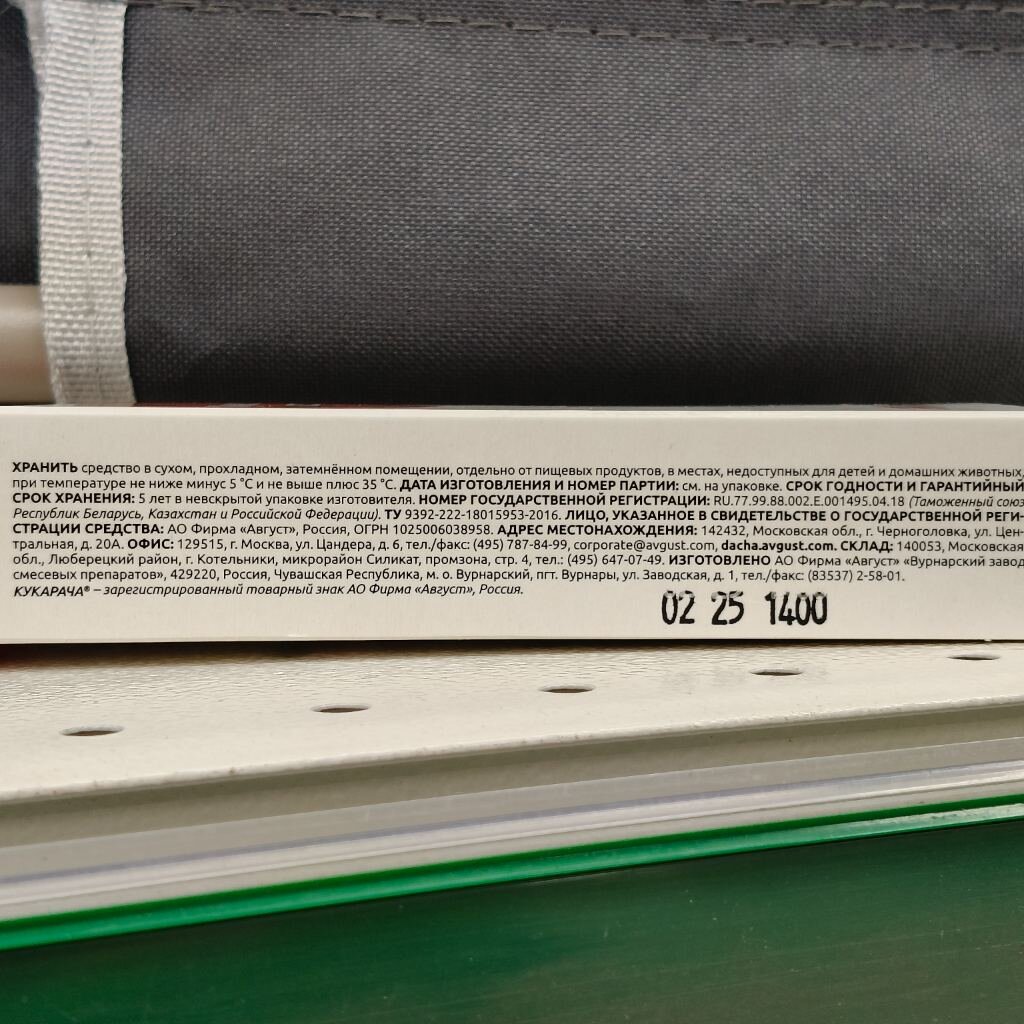 ХРАНИТЬ средство в сухом, прохладном, затемнённом помещении, отдельно от пищевых продуктов, в местах, недоступных для детей и домашних животных,
при температуре не ниже минус 5 °С и не выше плюс 35 °С. ДАТА ИЗГОТОВЛЕНИЯ И НОМЕР ПАРТИИ: см. на упаковке. СРОК ГОДНОСТИ И ГАРАНТИЙНЫЙ
СРОК ХРАНЕНИЯ: 5 лет в невскрытой упаковке изготовителя. НОМЕР ГОСУДАРСТВЕННОЙ РЕГИСТРАЦИИ: RU.77.99.88.002.E.001495.04.18 (Таможенный союз
Республик Беларусь, Казахстан и Российской Федерации). ТУ 9392-222-18015953-2016. ЛИЦО, УКАЗАННОЕ В СВИДЕТЕЛЬСТВЕ О ГОСУДАРСТВЕННОЙ РЕГИ-
СТРАЦИИ СРЕДСТВА: АО Фирма «Август», Россия, ОГРН 1025006038958. АДРЕС МЕСТОНАХОЖДЕНИЯ: 142432, Московская обл., г. Черноголовка, ул. Цен-
тральная, д. 20А. ОФИС: 129515, г. Москва, ул. Цандера, д. 6, тел./факс: (495) 787-84-99, corporate@avgust.com, dacha.avgust.com. СКЛАД: 140053, Московская
обл., Люберецкий район, г. Котельники, микрорайон Силикат, промзона, стр. 4, тел.: (495) 647-07-49. ИЗГОТОВЛЕНО АО Фирма «Август» «Вурнарский завод
смесевых препаратов», 429220, Россия, Чувашская Республика, м. о. Вурнарский, пгт. Вурнары, ул. Заводская, д. 1, тел./факс: (83537) 2-58-01.
КУКАРАЧА® – зарегистрированный товарный знак АО Фирма «Август», Россия.
02 25 1400